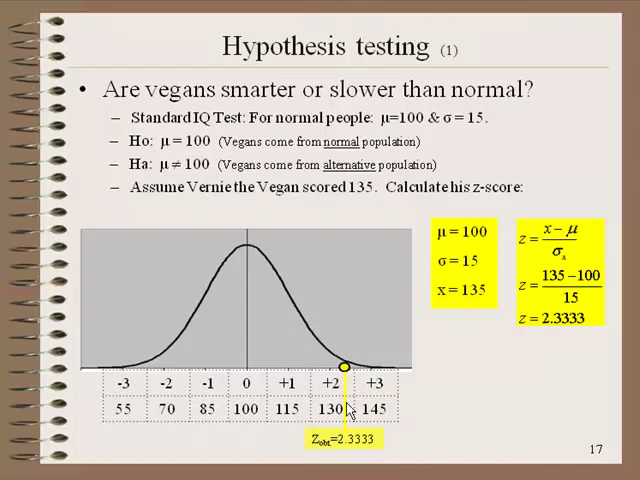 Hypothesis testing (1)
• Are vegans smarter or slower than normal?
– Standard IQ Test: For normal people: μ=100 & σ = 15.
– Ho: μ = 100 (Vegans come from normal population)
– Ha: μ ≠ 100 (Vegans come from alternative population)
– Assume Vernie the Vegan scored 135. Calculate his z-score:
μ = 100
σ = 15
x = 135
z = (x − μ) / σx
z = (135 − 100) / 15
z = 2.3333
-3 -2 -1 0 +1 +2 +3
55 70 85 100 115 130 145
Zobt=2.3333
17